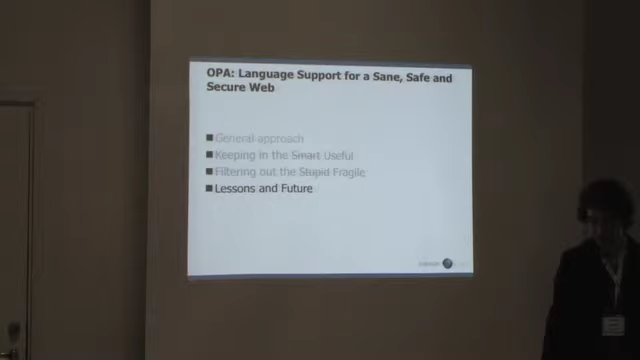 OPA: Language Support for a Sane, Safe and
Secure Web
General approach
Keeping in the Smart Useful
Filtering out the Stupid Fragile
Lessons and Future